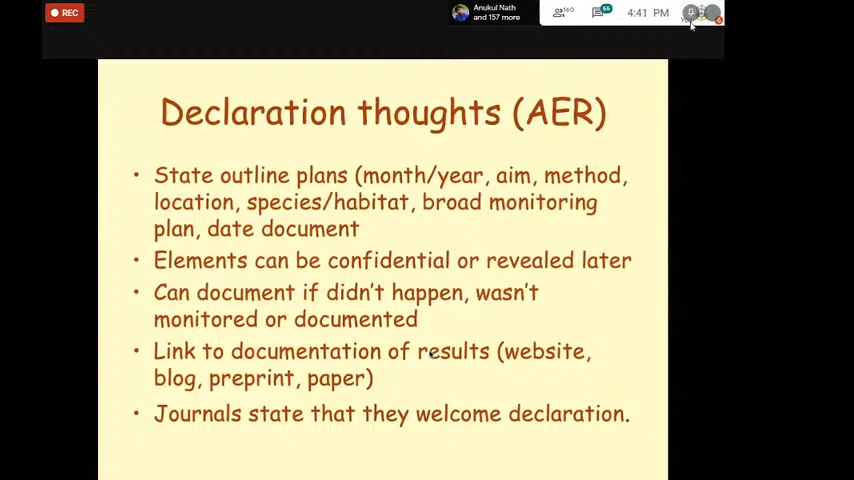 REC
Anukul Nath
and 157 more
160
65
4:41 PM
Declaration thoughts (AER)
• State outline plans (month/year, aim, method,
location, species/habitat, broad monitoring
plan, date document
• Elements can be confidential or revealed later
• Can document if didn't happen, wasn't
monitored or documented
• Link to documentation of results (website,
blog, preprint, paper)
• Journals state that they welcome declaration.